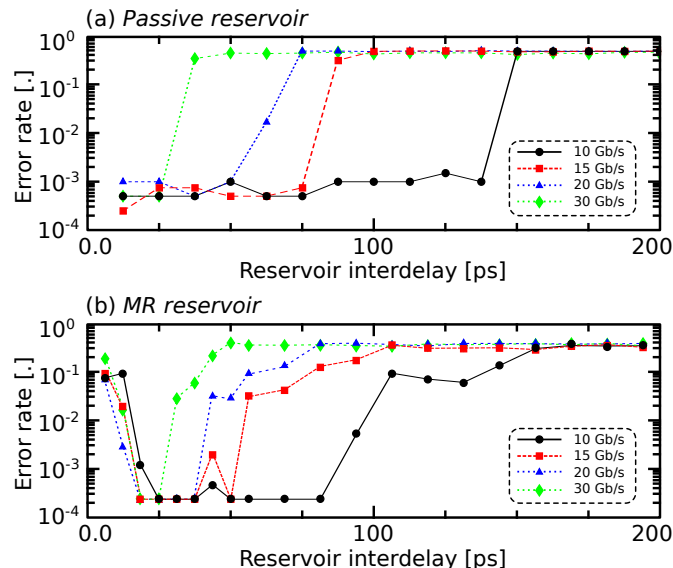 (a) Passive reservoir
Error rate [.]
10^0
10^-1
10^-2
10^-3
10^-4
10 Gb/s
15 Gb/s
20 Gb/s
30 Gb/s
0.0 100 200
Reservoir interdelay [ps]
(b) MR reservoir
Error rate [.]
10^0
10^-1
10^-2
10^-3
10^-4
10 Gb/s
15 Gb/s
20 Gb/s
30 Gb/s
0.0 100 200
Reservoir interdelay [ps]